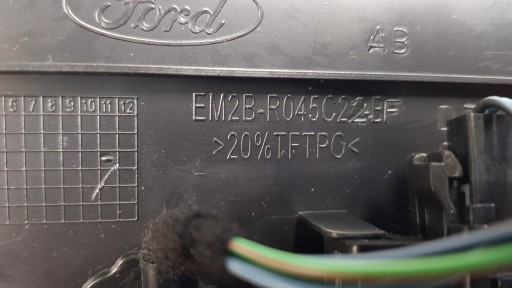 Ford
AB
6 7 8 9 10 11 12
EM2B-R045C22-BF
>20%TFTPO<